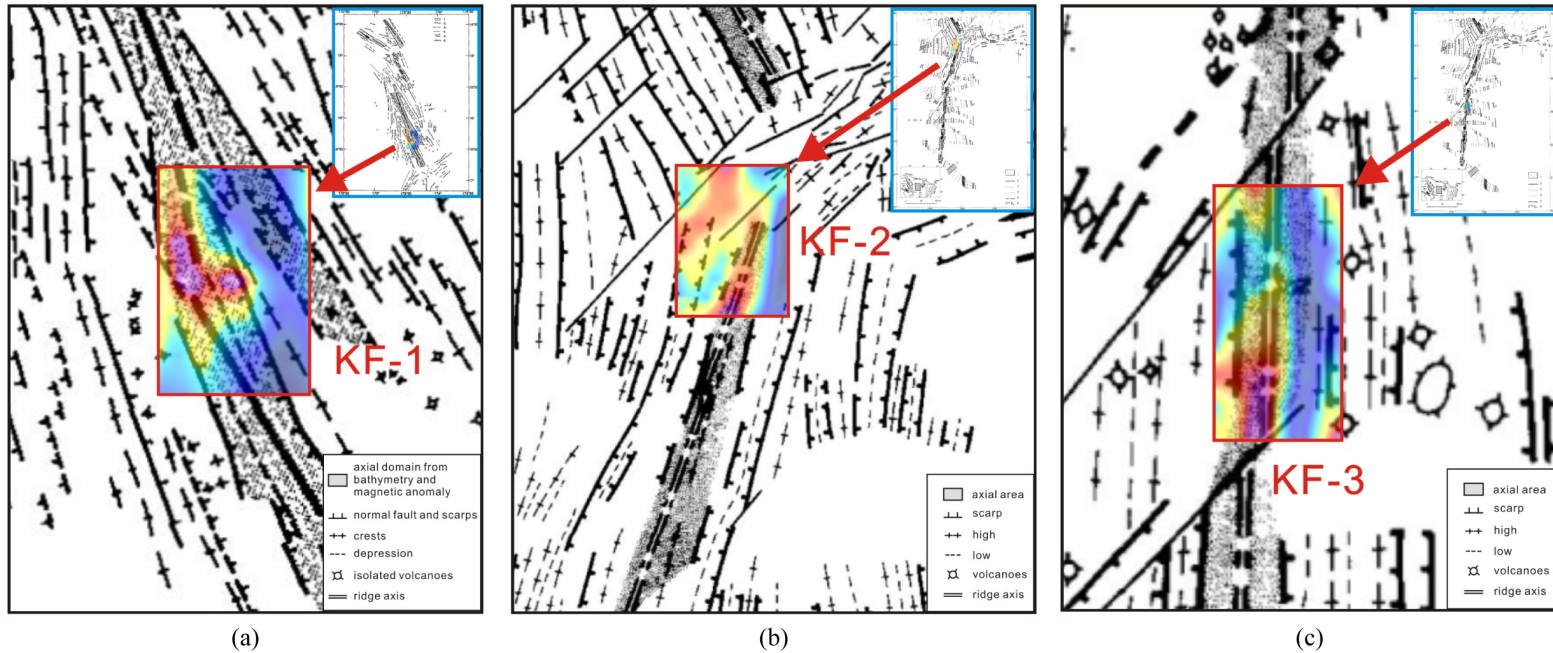 KF-1
axial domain from
bathymetry and
magnetic anomaly
normal fault and scarps
crests
depression
isolated volcanoes
ridge axis
(a)
KF-2
axial area
scarp
high
low
volcanoes
ridge axis
(b)
KF-3
axial area
scarp
high
low
volcanoes
ridge axis
(c)